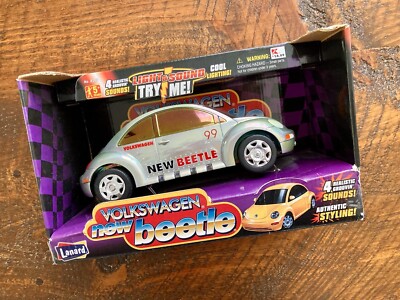 4 REALISTIC
SOUNDS!
LIGHT & SOUND
TRY ME!
COOL
LIGHTING!
WARNING:
5
VOLKSWAGEN
99
NEW BEETLE
VOLKSWAGEN
new beetle
Lanard
4 REALISTIC
SOUNDS!
AUTHENTIC
STYLING!